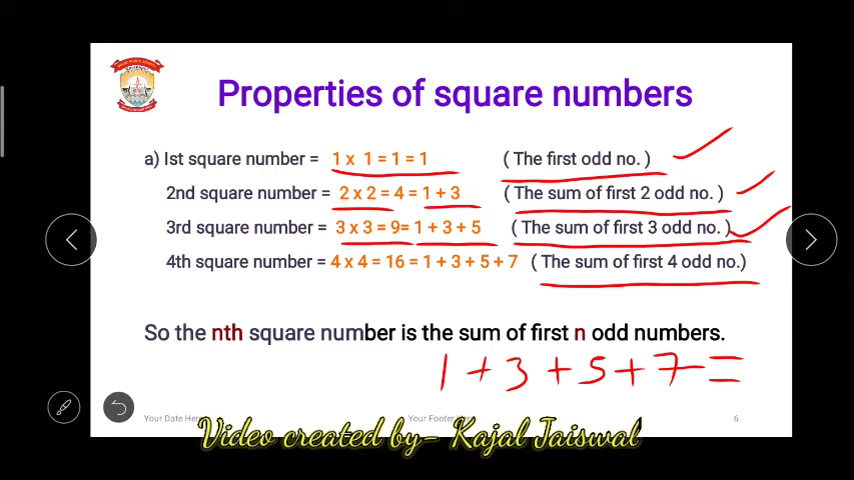 Properties of square numbers
a) Ist square number = 1 x 1 = 1 = 1 ( The first odd no. )
2nd square number = 2 x 2 = 4 = 1 + 3 ( The sum of first 2 odd no. )
3rd square number = 3 x 3 = 9= 1 + 3 + 5 ( The sum of first 3 odd no. )
4th square number = 4 x 4 = 16 = 1 + 3 + 5 + 7 ( The sum of first 4 odd no.)
So the nth square number is the sum of first n odd numbers.
1 + 3 + 5 + 7 =
Your Date Here Your Footer Here 6
Video created by- Kajal Jaiswal